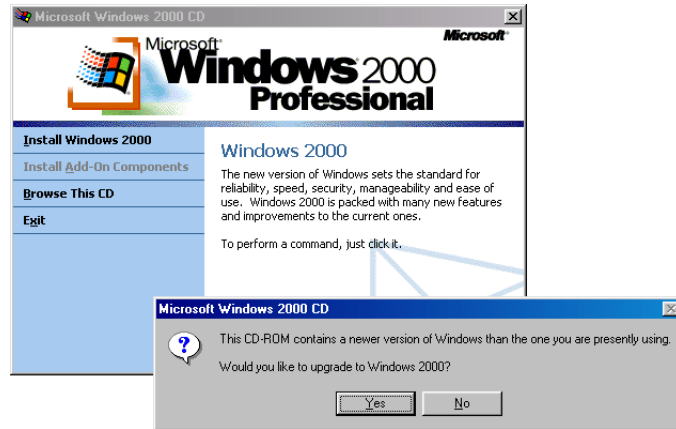 Microsoft Windows 2000 CD
Microsoft
Microsoft
Windows 2000
Professional
Install Windows 2000
Install Add-On Components
Browse This CD
Exit
Windows 2000
The new version of Windows sets the standard for
reliability, speed, security, manageability and ease of
use. Windows 2000 is packed with many new features
and improvements to the current ones.
To perform a command, just click it.
Microsoft Windows 2000 CD
This CD-ROM contains a newer version of Windows than the one you are presently using.
Would you like to upgrade to Windows 2000?
Yes
No